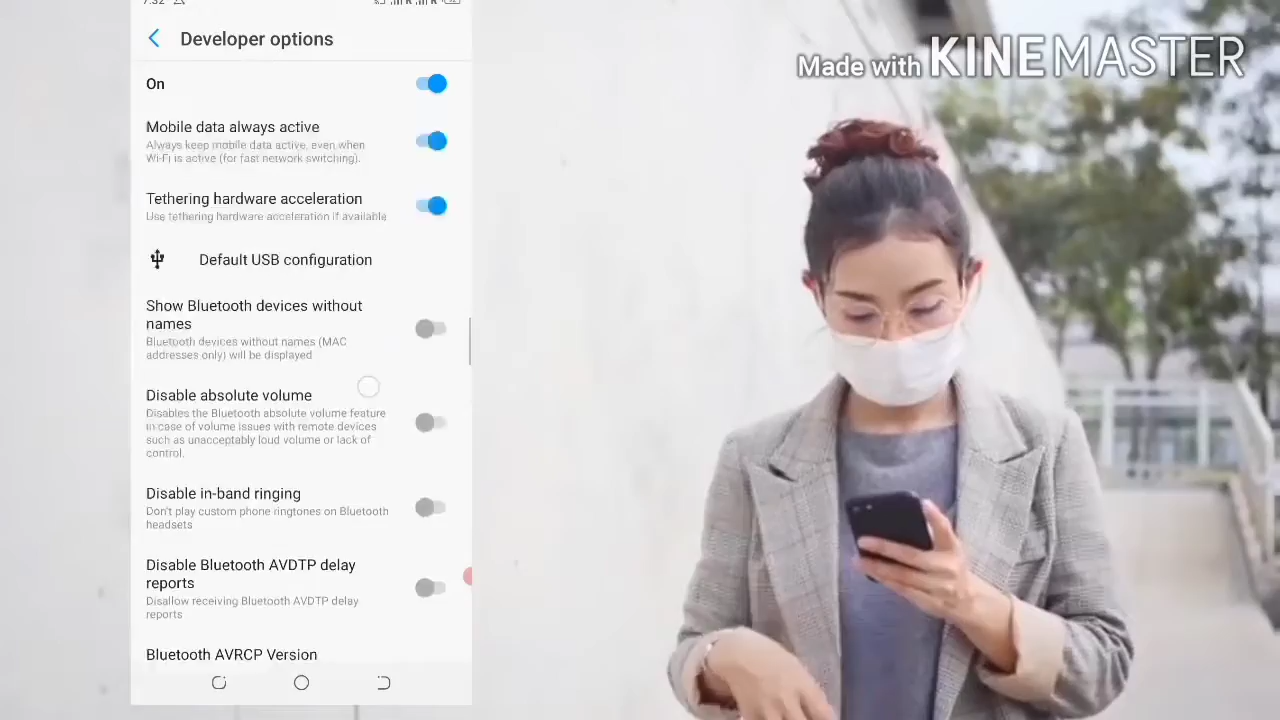 7:32
Developer options
On
Mobile data always active
Always keep mobile data active, even when
Wi-Fi is active (for fast network switching).
Tethering hardware acceleration
Use tethering hardware acceleration if available
Default USB configuration
Show Bluetooth devices without
names
Bluetooth devices without names (MAC
addresses only) will be displayed
Disable absolute volume
Disables the Bluetooth absolute volume feature
in case of volume issues with remote devices
such as unacceptably loud volume or lack of
control.
Disable in-band ringing
Don't play custom phone ringtones on Bluetooth
headsets
Disable Bluetooth AVDTP delay
reports
Disallow receiving Bluetooth AVDTP delay
reports
Bluetooth AVRCP Version
Made with KINEMASTER